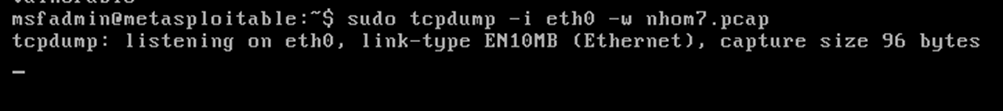 msfadmin@metasploitable:~$ sudo tcpdump -i eth0 -w nhom7.pcap
tcpdump: listening on eth0, link-type EN10MB (Ethernet), capture size 96 bytes